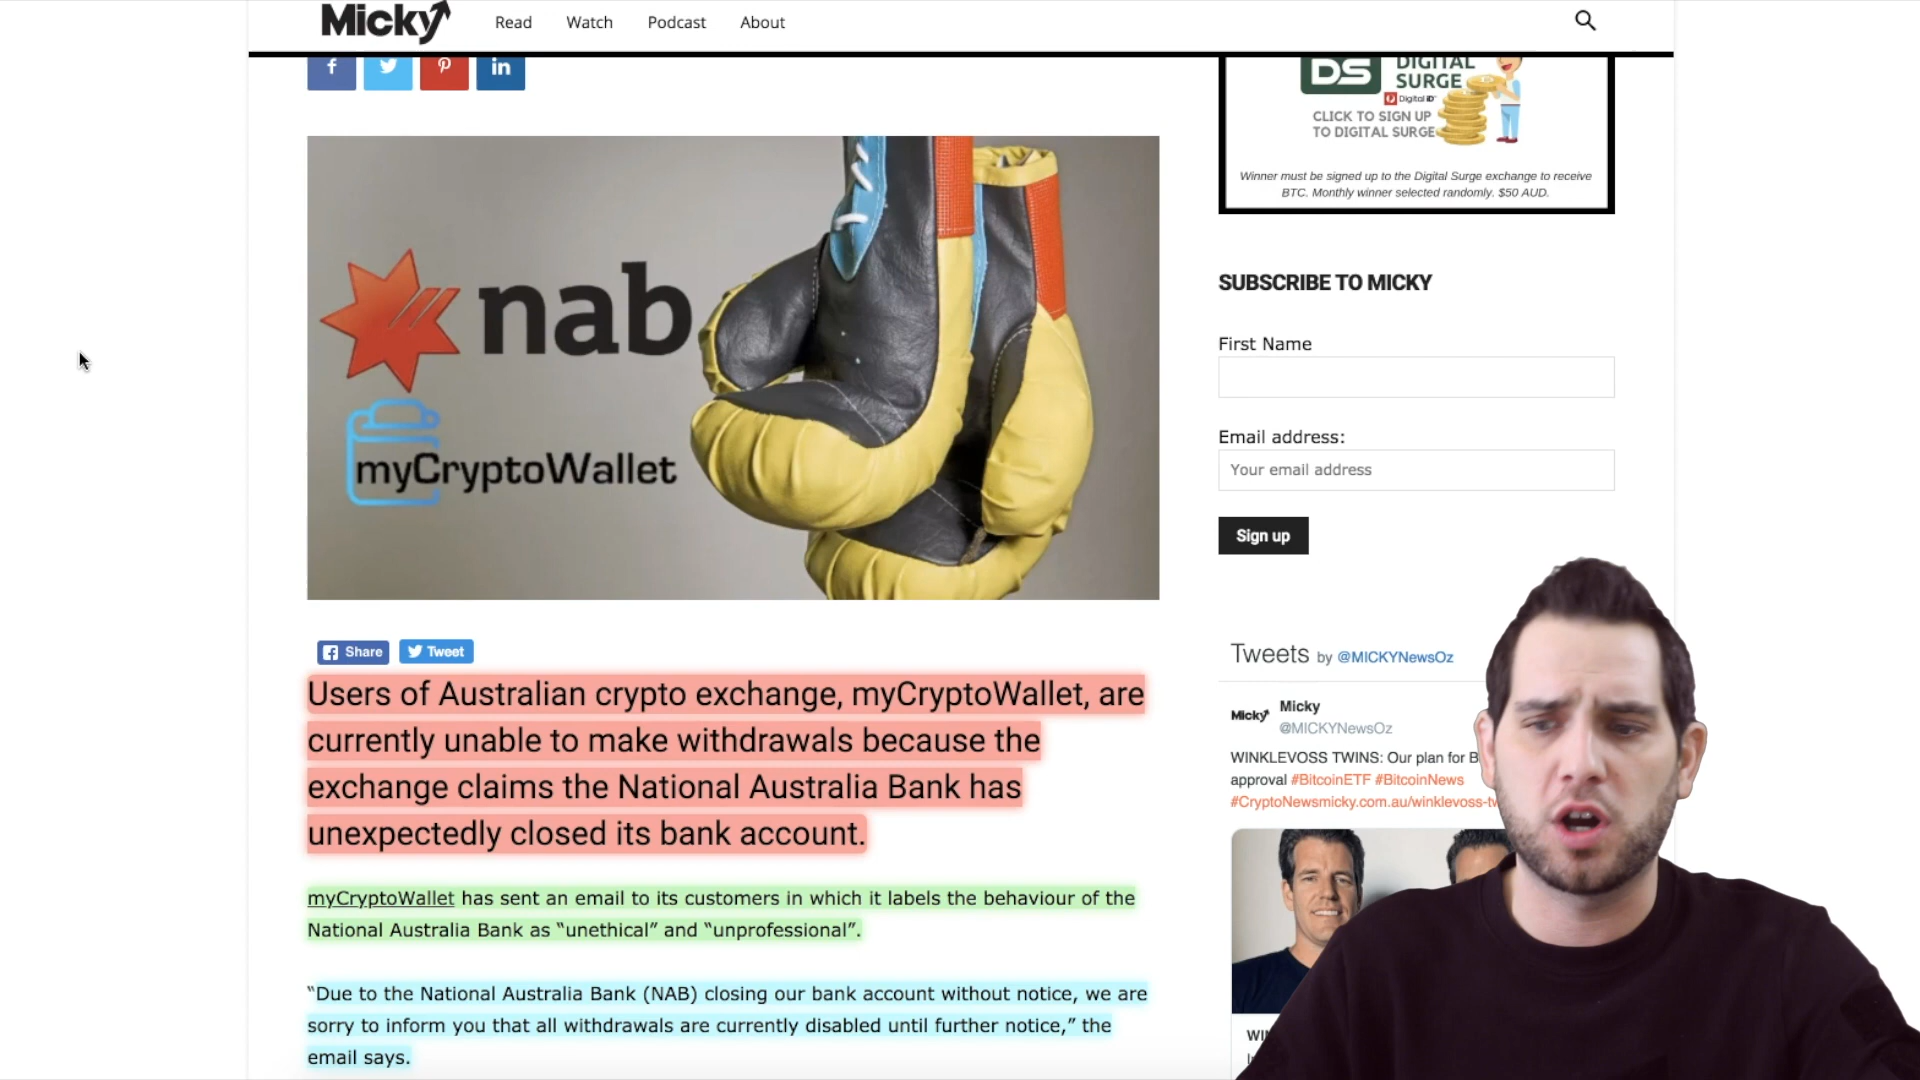 Micky
Read
Watch
Podcast
About
DS DIGITAL
SURGE
Digital iD
CLICK TO SIGN UP
TO DIGITAL SURGE
Winner must be signed up to the Digital Surge exchange to receive
BTC. Monthly winner selected randomly. $50 AUD.
nab
myCryptoWallet
SUBSCRIBE TO MICKY
First Name
Email address:
Your email address
Sign up
Share
Tweet
Users of Australian crypto exchange, myCryptoWallet, are
currently unable to make withdrawals because the
exchange claims the National Australia Bank has
unexpectedly closed its bank account.
myCryptoWallet has sent an email to its customers in which it labels the behaviour of the
National Australia Bank as “unethical” and “unprofessional”.
“Due to the National Australia Bank (NAB) closing our bank account without notice, we are
sorry to inform you that all withdrawals are currently disabled until further notice,” the
email says.
Tweets by @MICKYNewsOz
Micky
Micky
@MICKYNewsOz
WINKLEVOSS TWINS: Our plan for
approval #BitcoinETF #BitcoinNews
#CryptoNewsmicky.com.au/winklevoss-